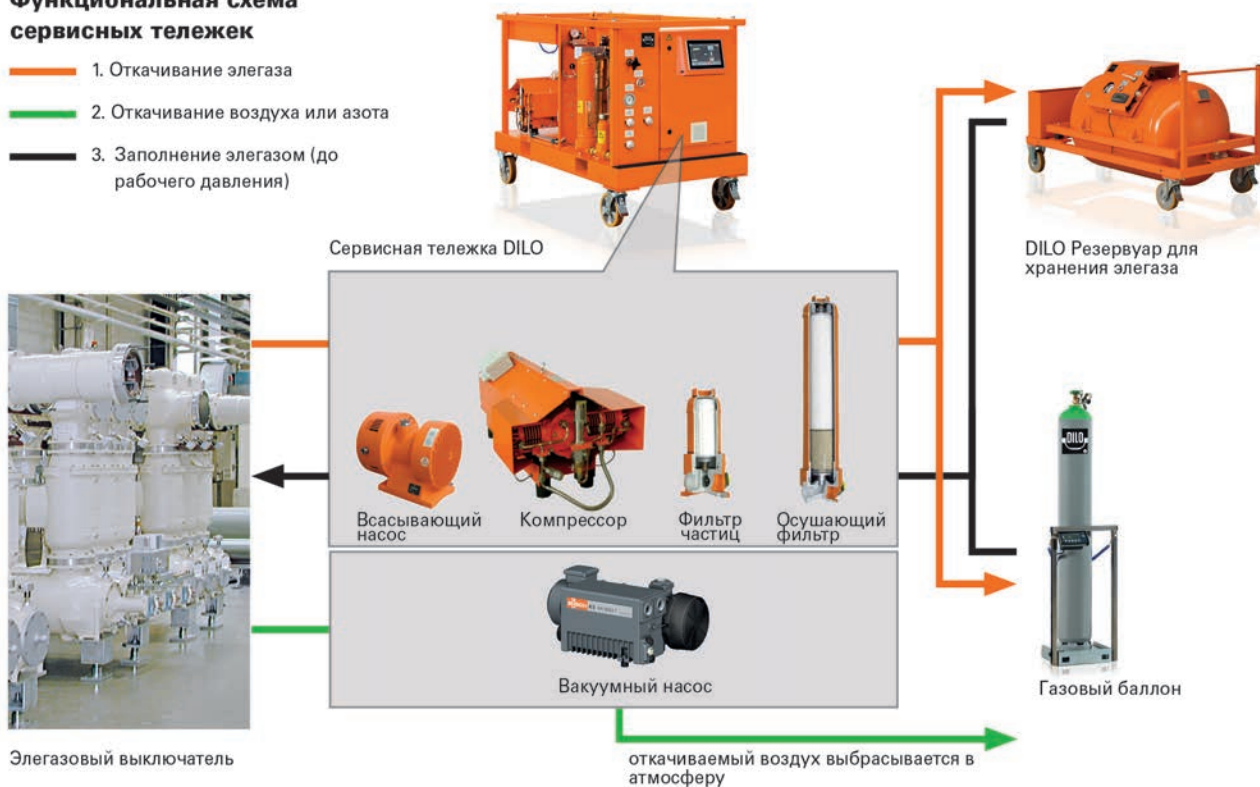 Функциональная схема
сервисных тележек
1. Откачивание элегаза
2. Откачивание воздуха или азота
3. Заполнение элегазом (до
рабочего давления)
Сервисная тележка DILO
DILO Резервуар для
хранения элегаза
Всасывающий
насос
Компрессор
Фильтр
частиц
Осушающий
фильтр
DILO
Вакуумный насос
Газовый баллон
Элегазовый выключатель
откачиваемый воздух выбрасывается в
атмосферу